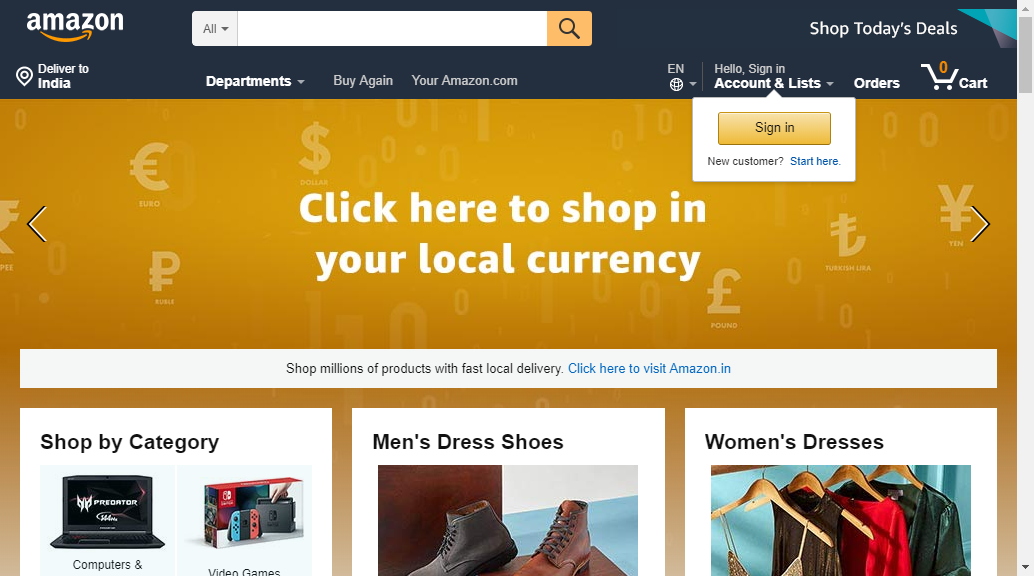 amazon
All
Shop Today's Deals
Deliver to
India
Departments
Buy Again
Your Amazon.com
EN
Hello, Sign in
Account & Lists
Orders
0
Cart
Sign in
New customer? Start here.
€
EURO
$
DOLLAR
Click here to shop in
your local currency
PEE
₽
RUBLE
£
POUND
₺
TURKISH LIRA
¥
YEN
Shop millions of products with fast local delivery. Click here to visit Amazon.in
Shop by Category
Men's Dress Shoes
Women's Dresses
PREDATOR
144Hz
Computers &
Video Games